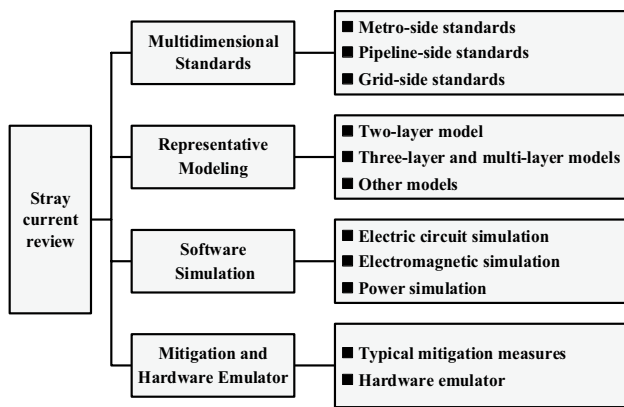 Stray
current
review
Multidimensional
Standards
■ Metro-side standards
■ Pipeline-side standards
■ Grid-side standards
Representative
Modeling
■ Two-layer model
■ Three-layer and multi-layer models
■ Other models
Software
Simulation
■ Electric circuit simulation
■ Electromagnetic simulation
■ Power simulation
Mitigation and
Hardware Emulator
■ Typical mitigation measures
■ Hardware emulator